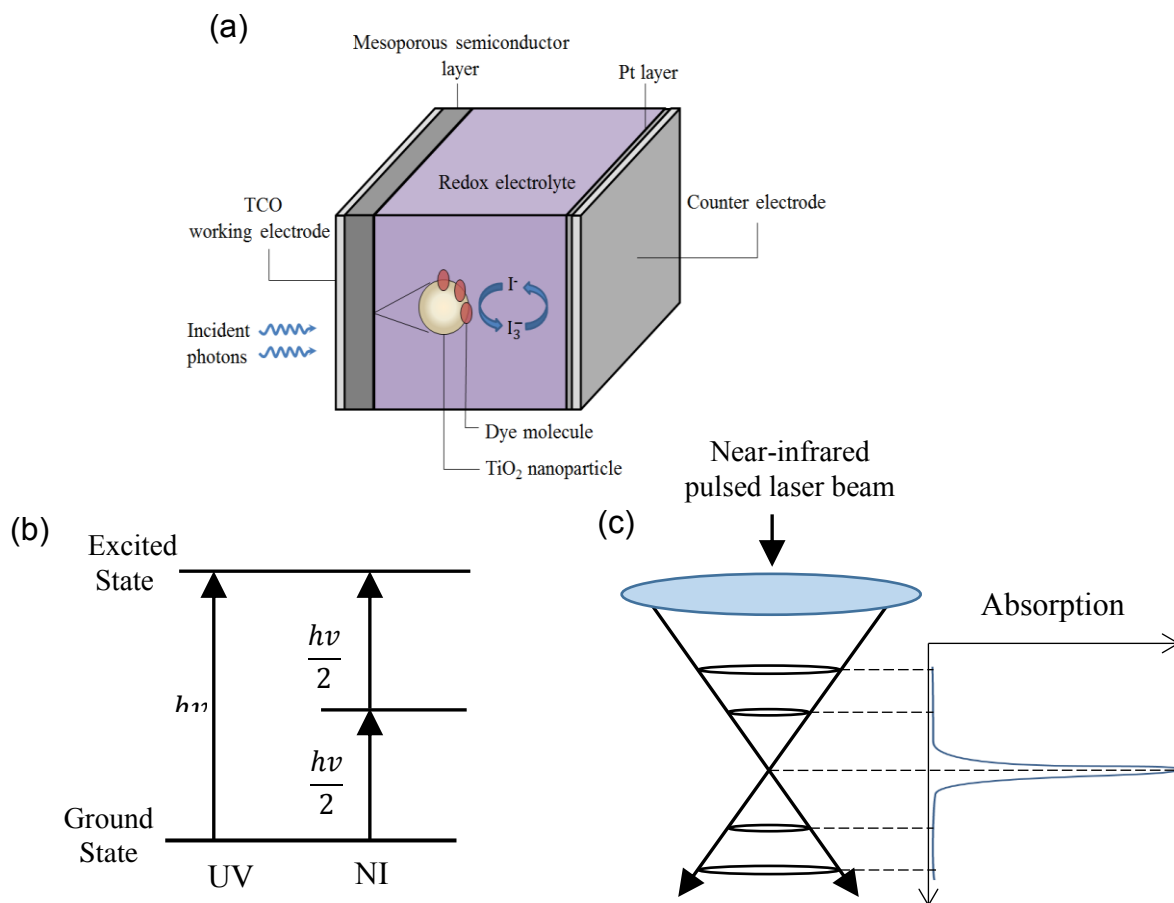 (a)
Mesoporous semiconductor
layer
Pt layer
Redox electrolyte
TCO
working electrode
Counter electrode
I-
I3−
Incident
photons
Dye molecule
TiO2 nanoparticle
Near-infrared
pulsed laser beam
(b)
(c)
Excited
State
Absorption
hv
2
hv
2
Ground
State
UV
NI